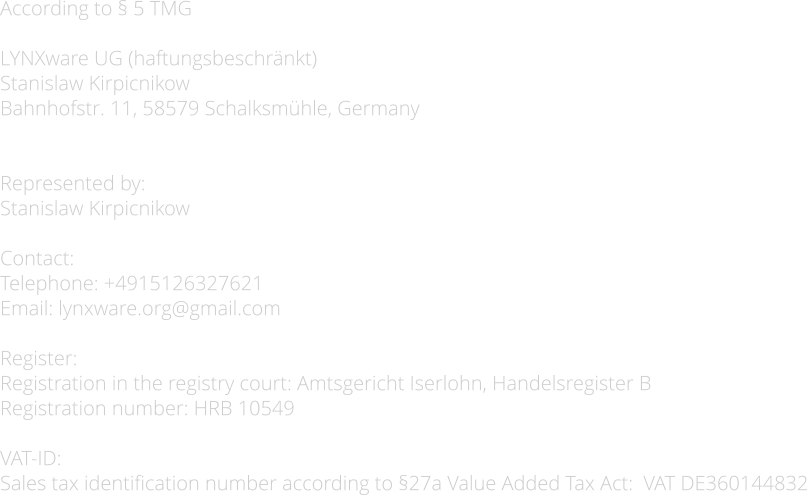 According to § 5 TMG
LYNXware UG (haftungsbeschränkt)
Stanislaw Kirpicnikow
Bahnhofstr. 11, 58579 Schalksmühle, Germany
Represented by:
Stanislaw Kirpicnikow
Contact:
Telephone: +4915126327621
Email: lynxware.org@gmail.com
Register:
Registration in the registry court: Amtsgericht Iserlohn, Handelsregister B
Registration number: HRB 10549
VAT-ID:
Sales tax identification number according to §27a Value Added Tax Act:  VAT DE360144832